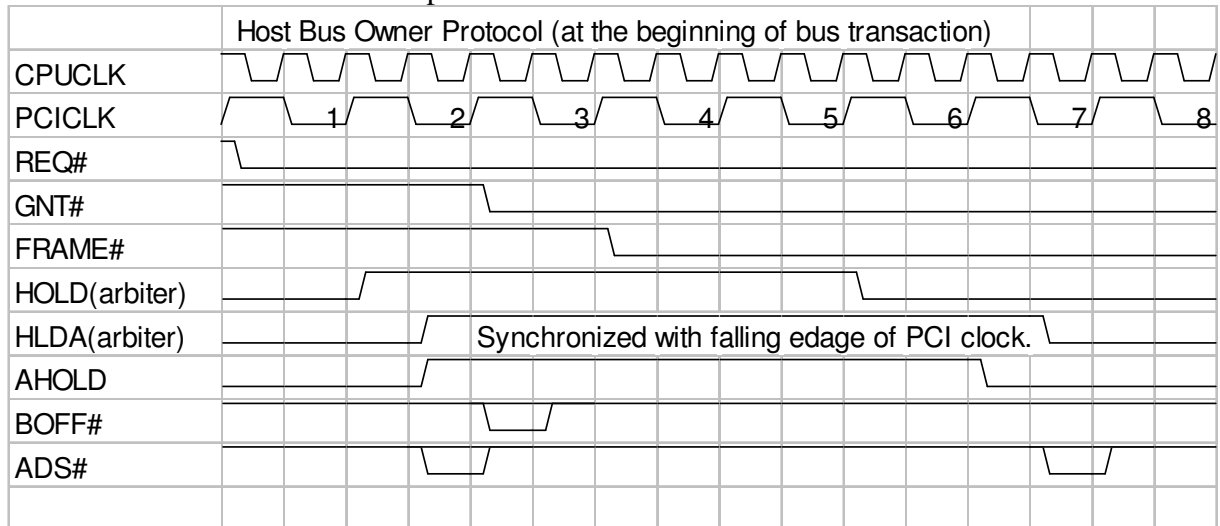 Host Bus Owner Protocol (at the beginning of bus transaction)
CPUCLK
PCICLK 1 2 3 4 5 6 7 8
REQ#
GNT#
FRAME#
HOLD(arbiter)
HLDA(arbiter) Synchronized with falling edage of PCI clock.
AHOLD
BOFF#
ADS#